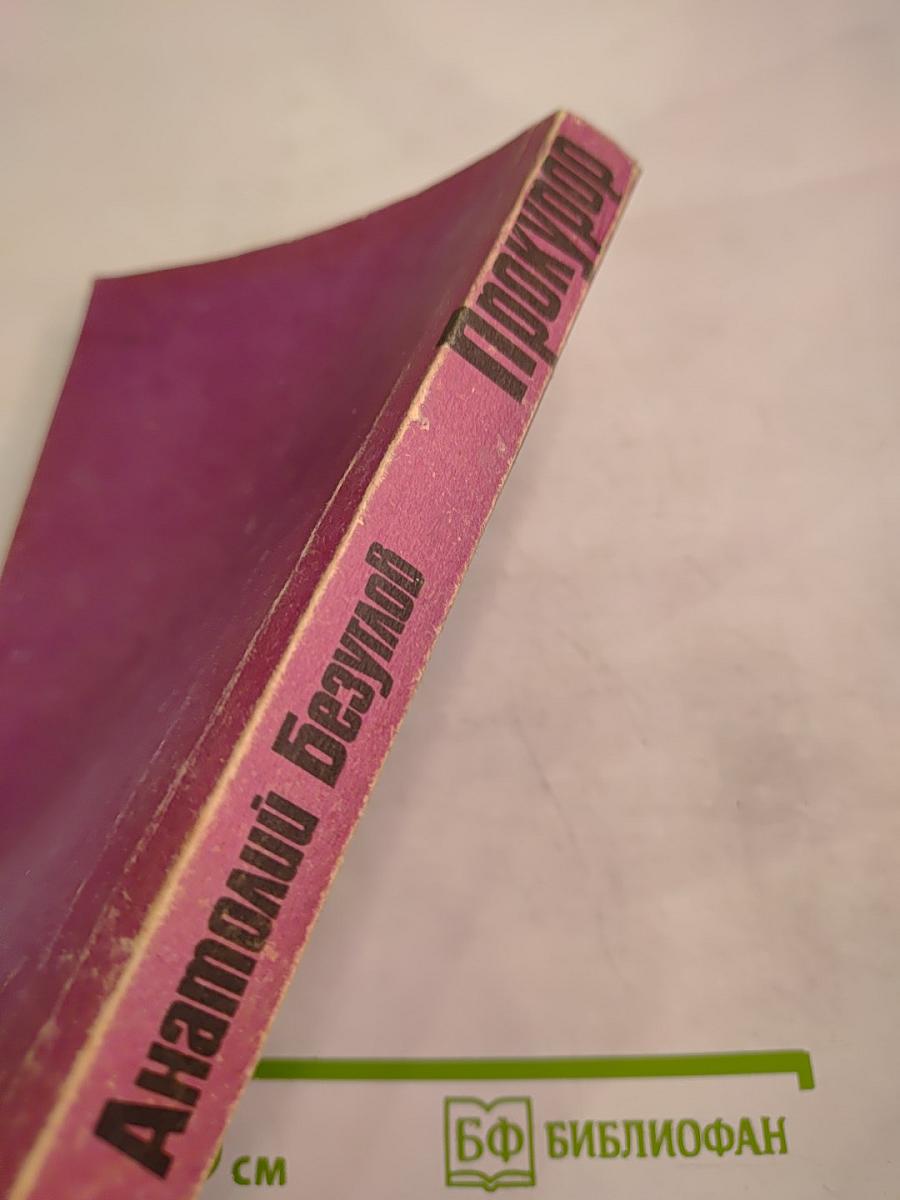 Анатолий Безуглов Прокурор
см
БФ БИБЛИОФАН